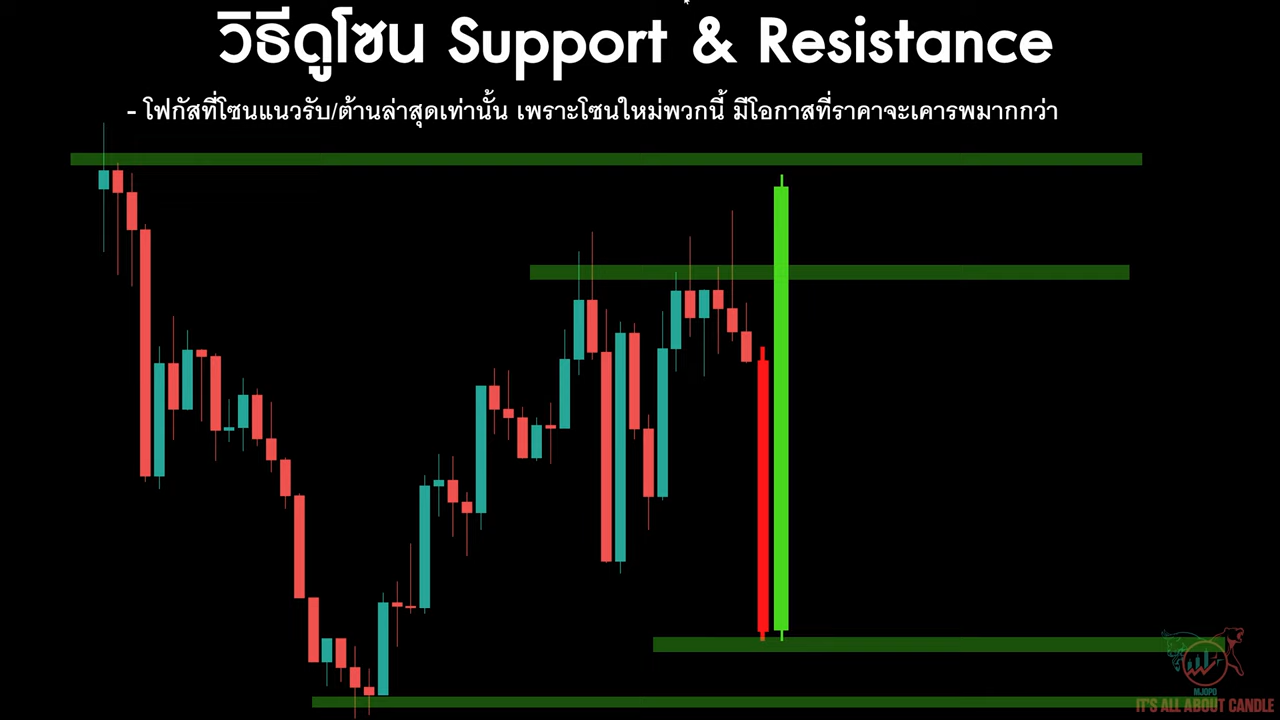 วิธีดูโซน Support & Resistance
- โฟกัสที่โซนแนวรับ/ต้านล่าสุดเท่านั้น เพราะโซนใหม่พวกนี้ มีโอกาสที่ราคาจะเคารพมากกว่า
MJOPO
IT'S ALL ABOUT CANDLE